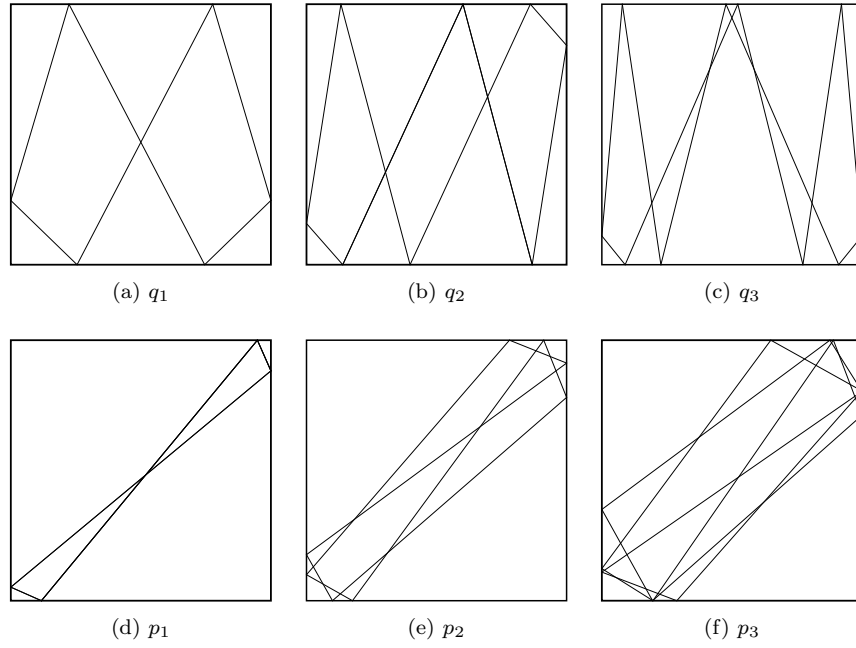 (a) q₁
(b) q₂
(c) q₃
(d) p₁
(e) p₂
(f) p₃